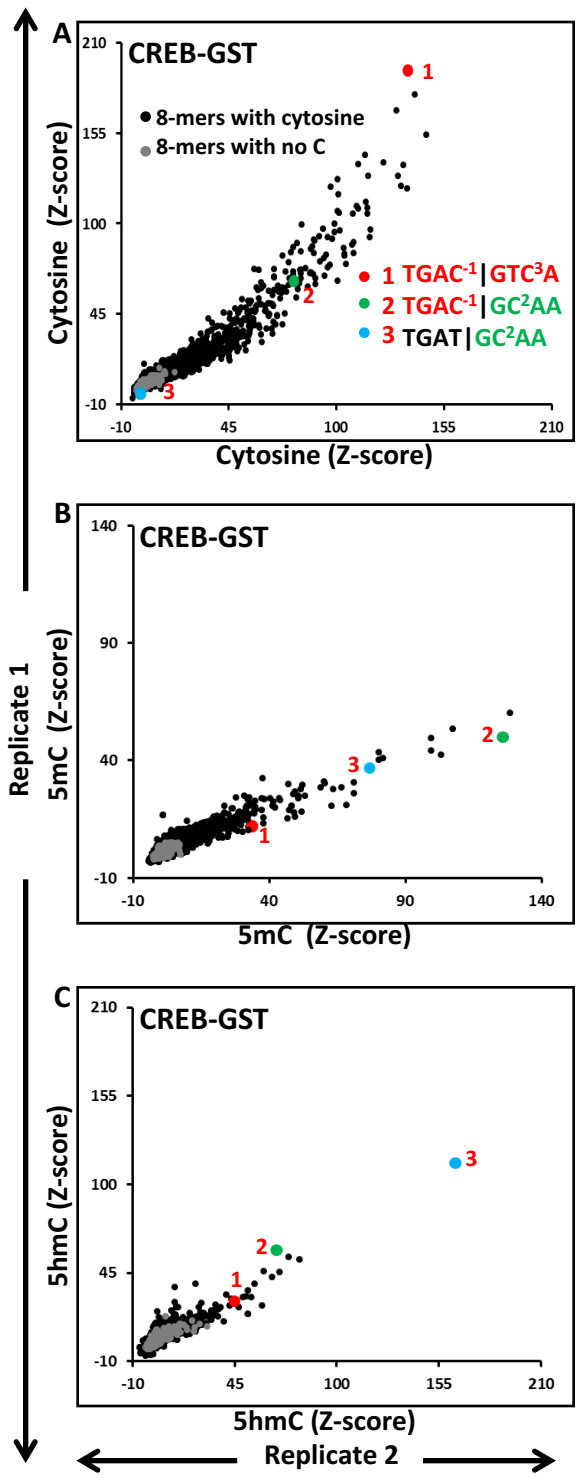 A
CREB-GST
8-mers with cytosine
8-mers with no C
1
2
3
1 TGAC⁻¹|GTC³A
2 TGAC⁻¹|GC²AA
3 TGAT|GC²AA
210
155
100
45
-10
-10 45 100 155 210
Cytosine (Z-score)
Cytosine (Z-score)
B
CREB-GST
140
90
40
-10
-10 40 90 140
1
2
3
5mC (Z-score)
5mC (Z-score)
C
CREB-GST
210
155
100
45
-10
-10 45 100 155 210
1
2
3
5hmC (Z-score)
5hmC (Z-score)
Replicate 1
Replicate 2